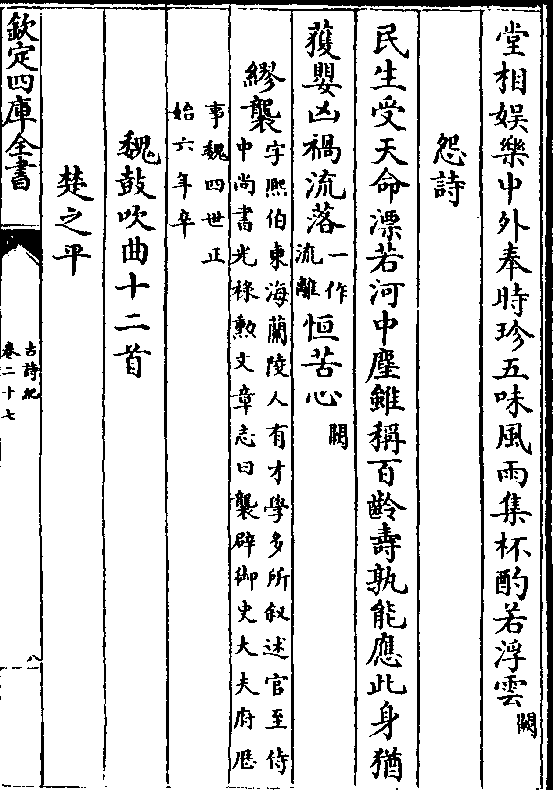 堂相娯樂中外奉時珍五味風雨集杯酌若浮雲闕
怨詩
民生受天命漂若河中塵雖稱百齡壽孰能應此身猶
獲嬰凶禍流落一作流離恒苦心闕
繆襲字熙伯東海蘭陵人有才學多所叙述官至侍
中尚書光祿勲文章志曰襲辟御史大夫府歴
事魏四世正
始六年卒
魏鼓吹曲十二首
楚之平
欽定四庫全書
古詩紀
卷二十七
八